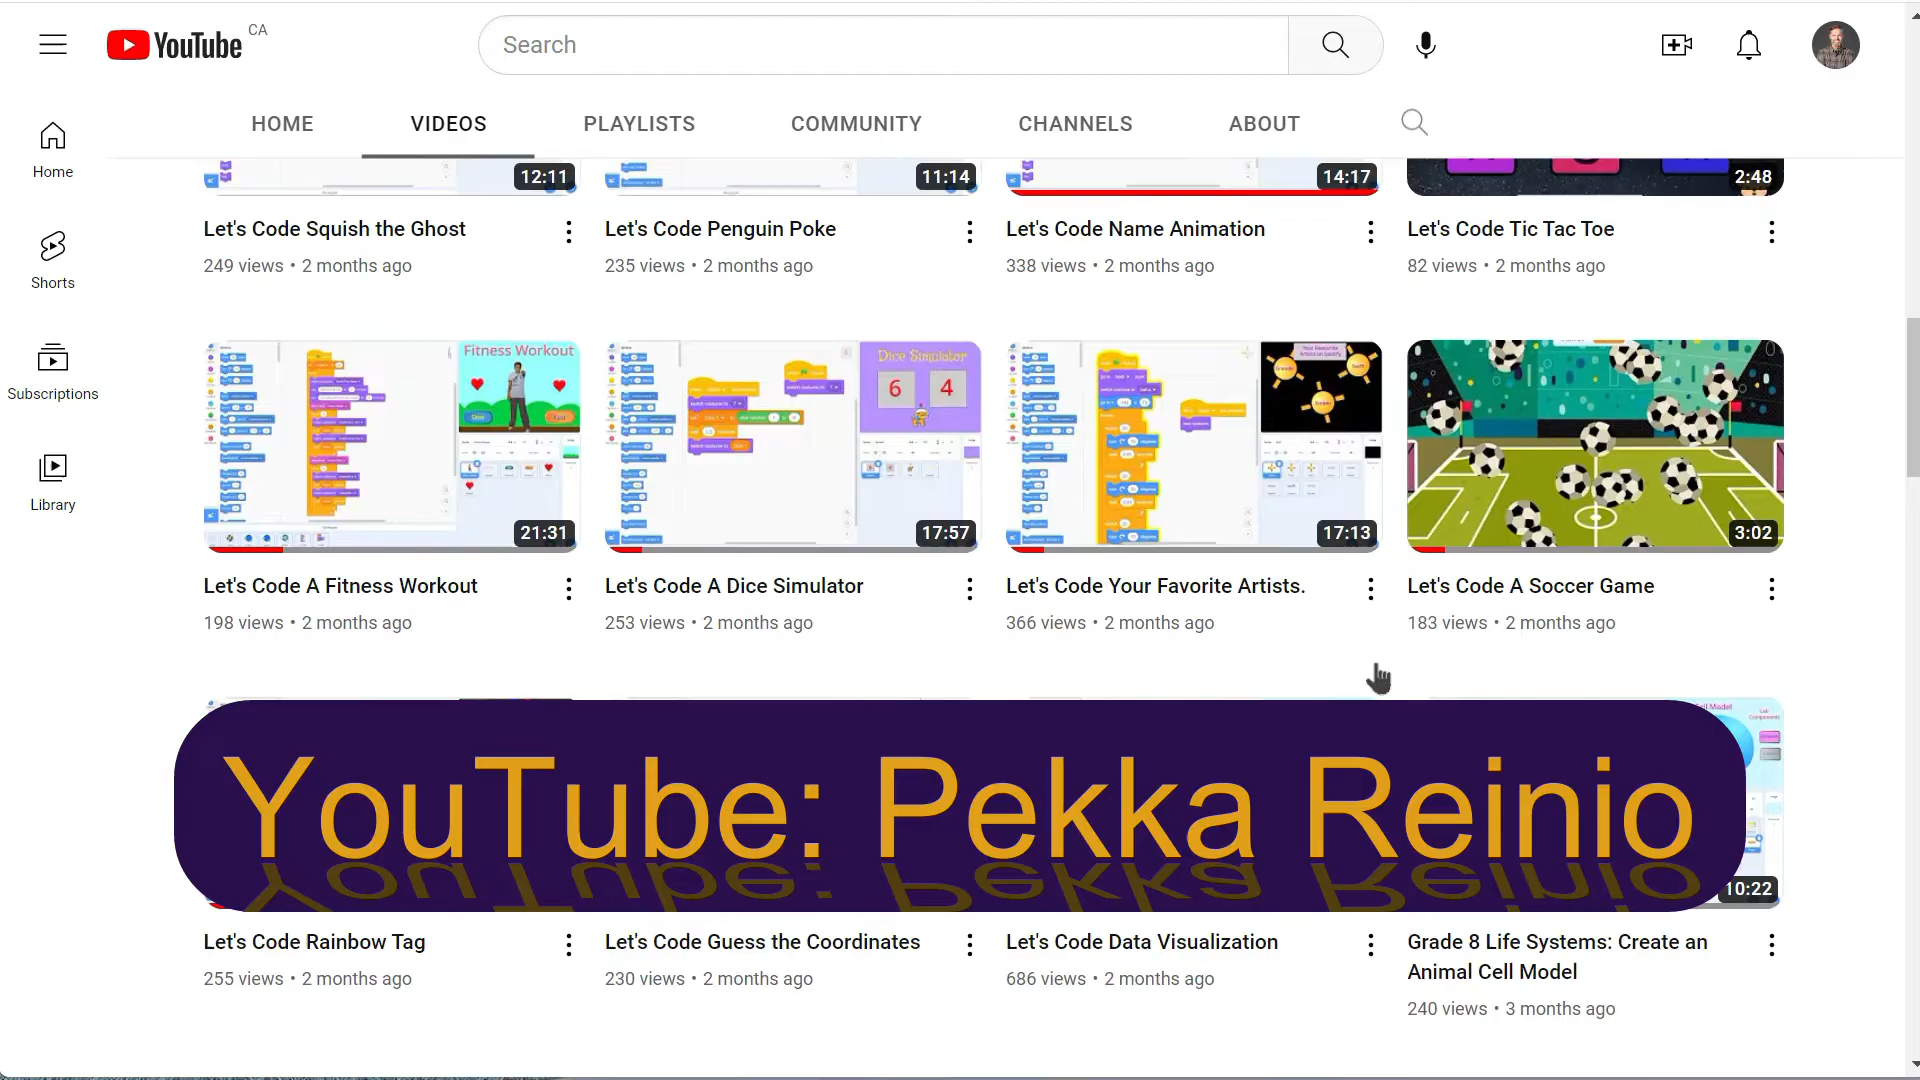 YouTube CA
Search
HOME VIDEOS PLAYLISTS COMMUNITY CHANNELS ABOUT
Home
Shorts
Subscriptions
Library
12:11 11:14 14:17 2:48
Let's Code Squish the Ghost
249 views • 2 months ago
Let's Code Penguin Poke
235 views • 2 months ago
Let's Code Name Animation
338 views • 2 months ago
Let's Code Tic Tac Toe
82 views • 2 months ago
Fitness Workout
21:31
Dice Simulator
6 4
17:57
17:13
3:02
Let's Code A Fitness Workout
198 views • 2 months ago
Let's Code A Dice Simulator
253 views • 2 months ago
Let's Code Your Favorite Artists.
366 views • 2 months ago
Let's Code A Soccer Game
183 views • 2 months ago
YouTube: Pekka Reinio
10:22
Let's Code Rainbow Tag
255 views • 2 months ago
Let's Code Guess the Coordinates
230 views • 2 months ago
Let's Code Data Visualization
686 views • 2 months ago
Grade 8 Life Systems: Create an
Animal Cell Model
240 views • 3 months ago